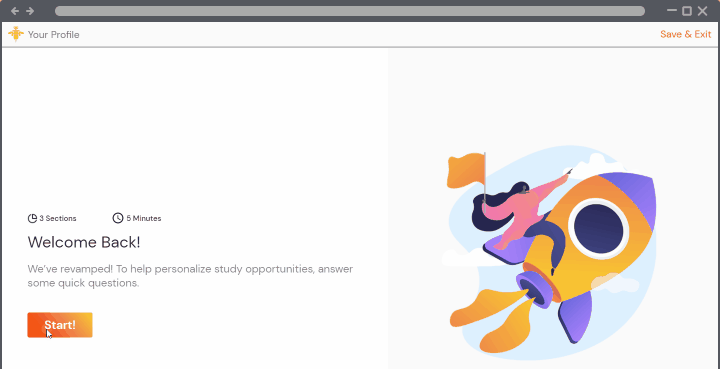 Your Profile
Save & Exit
3 Sections
5 Minutes
Welcome Back!
We've revamped! To help personalize study opportunities, answer
some quick questions.
Start!